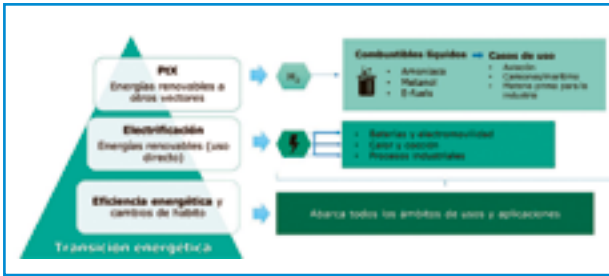 PtX
Energías renovables a
otros vectores
H₂
Combustibles líquidos
Casos de uso
• Amoniaco
• Metanol
• E-fuels
• Aviación
• Camiones/marítimo
• Materia prima para la
industria
Electrificación
Energías renovables (uso
directo)
• Baterías y electromovilidad
• Calor y cocción
• Procesos industriales
Eficiencia energética y
cambios de hábito
Abarca todos los ámbitos de usos y aplicaciones
Transición energética